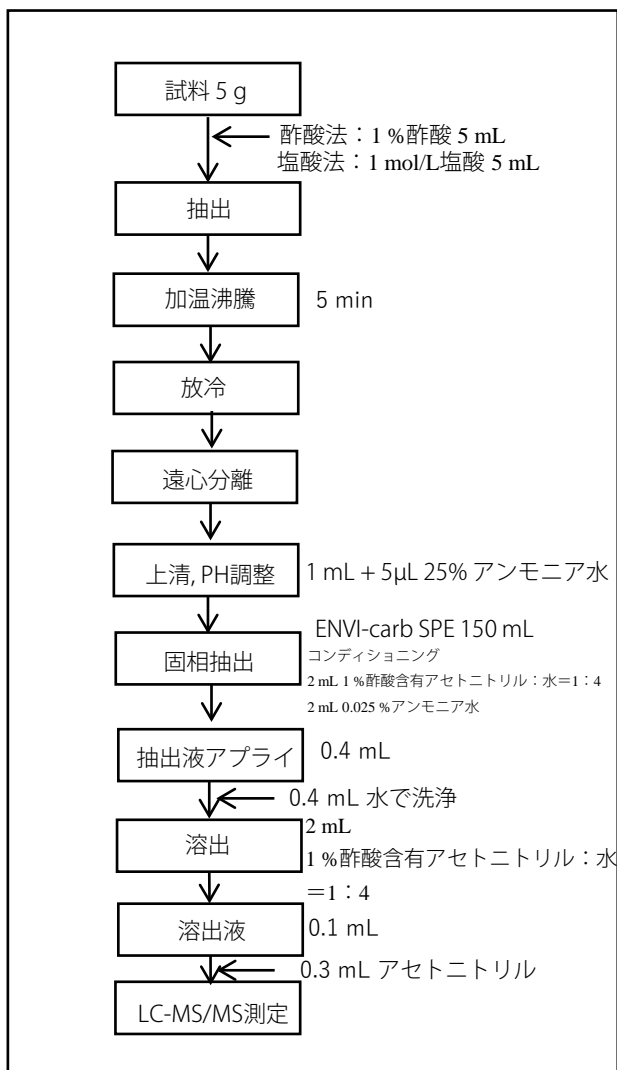 試料 5 g
酢酸法：1 %酢酸 5 mL
塩酸法：1 mol/L塩酸 5 mL
抽出
加温沸騰
5 min
放冷
遠心分離
上清, PH調整
1 mL + 5μL 25% アンモニア水
ENVI-carb SPE 150 mL
固相抽出
コンディショニング
2 mL 1 %酢酸含有アセトニトリル：水＝1：4
2 mL 0.025 %アンモニア水
抽出液アプライ
0.4 mL
0.4 mL 水で洗浄
溶出
2 mL
1 %酢酸含有アセトニトリル：水
＝1：4
溶出液
0.1 mL
0.3 mL アセトニトリル
LC-MS/MS測定